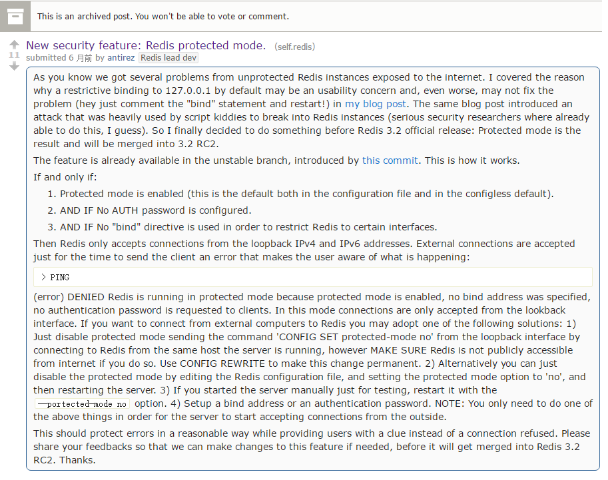 This is an archived post. You won't be able to vote or comment.
New security feature: Redis protected mode. (self.redis)
11
submitted 6 月前 by antirez Redis lead dev
As you know we got several problems from unprotected Redis instances exposed to the internet. I covered the reason
why a restrictive binding to 127.0.0.1 by default may be an usability concern and, even worse, may not fix the
problem (hey just comment the "bind" statement and restart!) in my blog post. The same blog post introduced an
attack that was heavily used by script kiddies to break into Redis instances (serious security researchers where already
able to do this, I guess). So I finally decided to do something before Redis 3.2 official release: Protected mode is the
result and will be merged into 3.2 RC2.
The feature is already available in the unstable branch, introduced by this commit. This is how it works.
If and only if:
1. Protected mode is enabled (this is the default both in the configuration file and in the configless default).
2. AND IF No AUTH password is configured.
3. AND IF No "bind" directive is used in order to restrict Redis to certain interfaces.
Then Redis only accepts connections from the loopback IPv4 and IPv6 addresses. External connections are accepted
just for the time to send the client an error that makes the user aware of what is happening:
> PING
(error) DENIED Redis is running in protected mode because protected mode is enabled, no bind address was specified,
no authentication password is requested to clients. In this mode connections are only accepted from the lookback
interface. If you want to connect from external computers to Redis you may adopt one of the following solutions: 1)
Just disable protected mode sending the command 'CONFIG SET protected-mode no' from the loopback interface by
connecting to Redis from the same host the server is running, however MAKE SURE Redis is not publicly accessible
from internet if you do so. Use CONFIG REWRITE to make this change permanent. 2) Alternatively you can just
disable the protected mode by editing the Redis configuration file, and setting the protected mode option to 'no', and
then restarting the server. 3) If you started the server manually just for testing, restart it with the
--portected-mode no option. 4) Setup a bind address or an authentication password. NOTE: You only need to do one of
the above things in order for the server to start accepting connections from the outside.
This should protect errors in a reasonable way while providing users with a clue instead of a connection refused. Please
share your feedbacks so that we can make changes to this feature if needed, before it will get merged into Redis 3.2
RC2. Thanks.